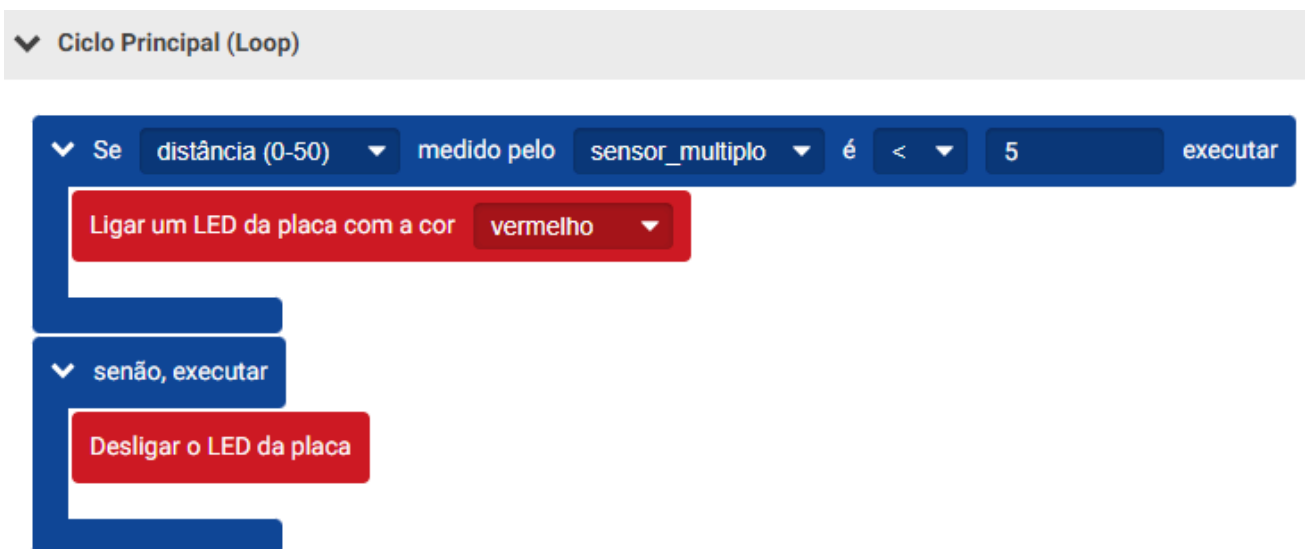 Ciclo Principal (Loop)
Se distância (0-50) medido pelo sensor_multiplo é < 5 executar
Ligar um LED da placa com a cor vermelho
senão, executar
Desligar o LED da placa